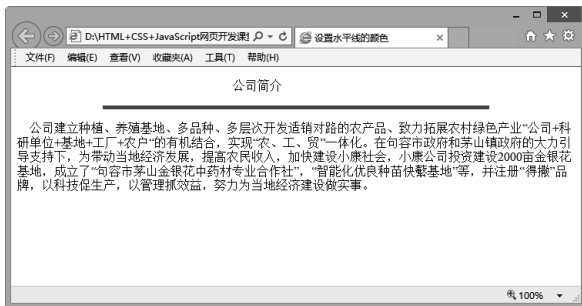 D:\HTML+CSS+JavaScript网页开发课! 设置水平线的颜色
文件(F) 编辑(E) 查看(V) 收藏夹(A) 工具(T) 帮助(H)
公司简介
公司建立种植、养殖基地、多品种、多层次开发适销对路的农产品、致力拓展农村绿色产业“公司+科
研单位+基地+工厂+农户“的有机结合，实现”农、工、贸“一体化。在句容市政府和茅山镇政府的大力引
导支持下，为带动当地经济发展，提高农民收入，加快建设小康社会，小康公司投资建设2000亩金银花
基地，成立了“句容市茅山金银花中药材专业合作社”，“智能化优良种苗快繫基地”等，并注册“得撒”品
牌，以科技促生产，以管理抓效益，努力为当地经济建设做实事。
100%